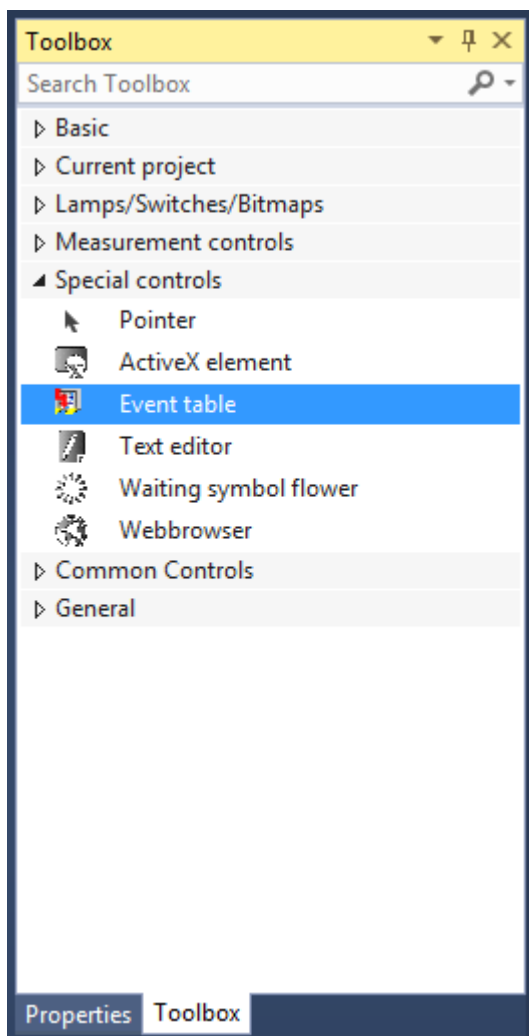 Toolbox
Search Toolbox
Basic
Current project
Lamps/Switches/Bitmaps
Measurement controls
Special controls
Pointer
ActiveX element
Event table
Text editor
Waiting symbol flower
Webbrowser
Common Controls
General
Properties Toolbox